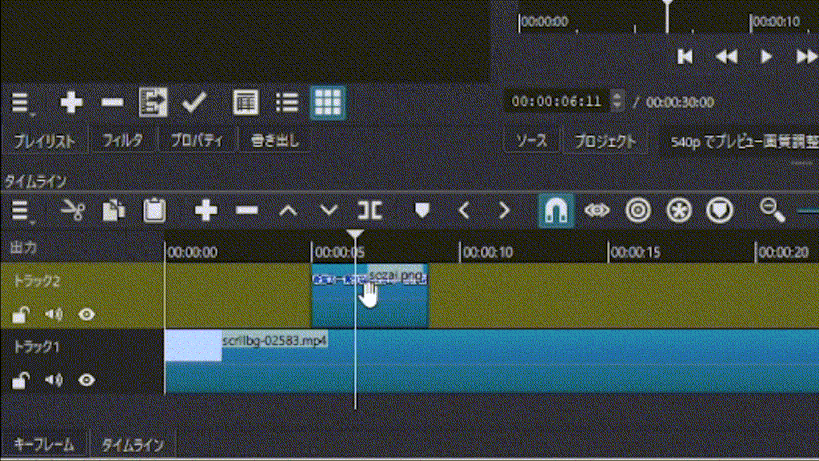 00:00:00 00:00:10
00:00:06:11 / 00:00:30:00
プレイリスト フィルタ プロパティ 書き出し ソース プロジェクト 540p でプレビュー画質調整
タイムライン
出力 00:00:00 00:00:05 00:00:10 00:00:15 00:00:20
トラック2 sozai.png
トラック1 scrllbg-02583.mp4
キーフレーム タイムライン